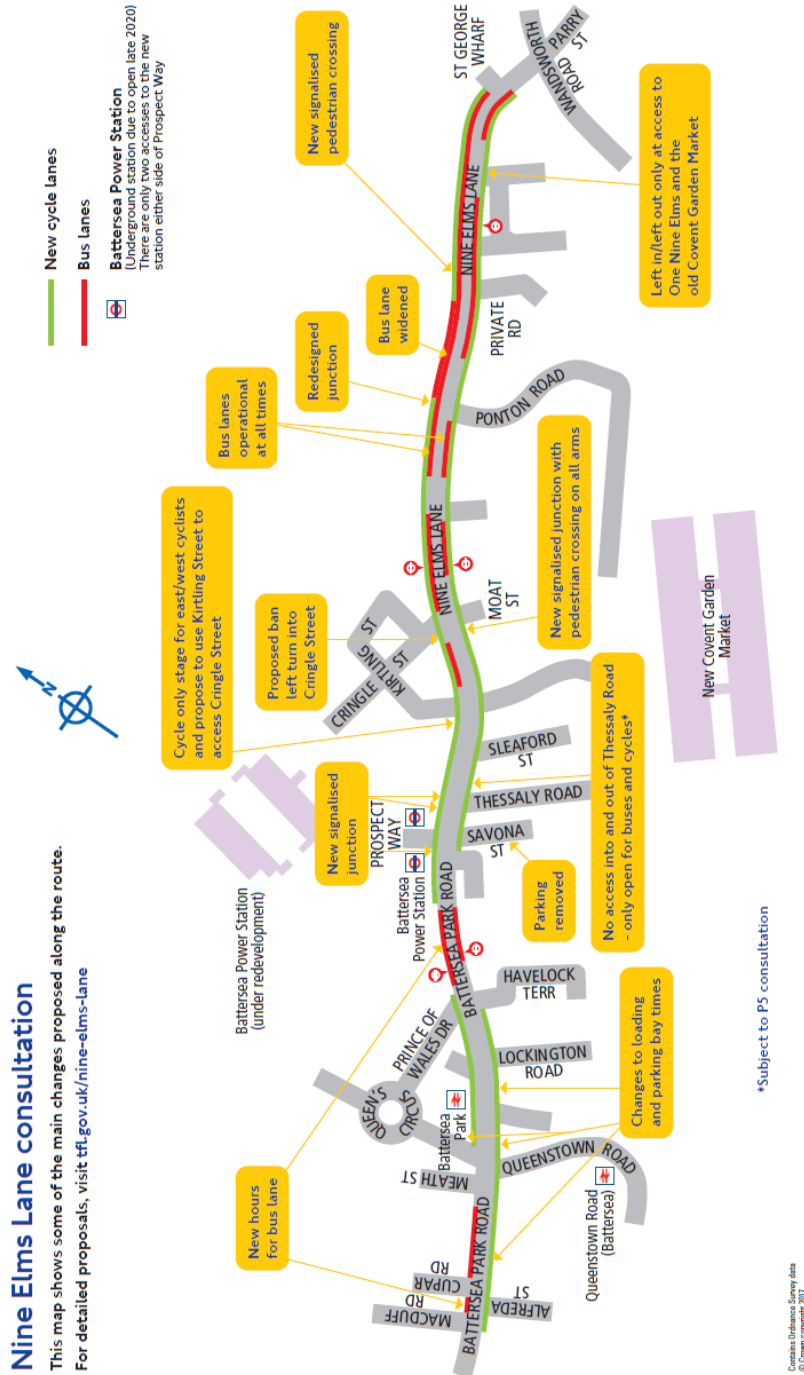 Nine Elms Lane consultation
This map shows some of the main changes proposed along the route.
For detailed proposals, visit tfl.gov.uk/nine-elms-lane
N
New cycle lanes
Bus lanes
Battersea Power Station
(Underground station due to open late 2020)
There are only two accesses to the new
station either side of Prospect Way
Cycle only stage for east/west cyclists
and propose to use Kirtling Street to
access Cringle Street
Bus lanes
operational
at all times
Redesigned
junction
New signalised
pedestrian crossing
Battersea Power Station
(under redevelopment)
New signalised
junction
Proposed ban
left turn into
Cringle Street
Bus lane
widened
New hours
for bus lane
QUEEN'S
CIRCUS
PRINCE OF
WALES DR
Battersea
Park
MEATH ST
CUPAR
RD
MACDUFF
RD
BATTERSEA PARK ROAD
ALFREDA
ST
QUEENSTOWN ROAD
Queenstown Road
(Battersea)
LOCKINGTON
ROAD
HAVELOCK
TERR
BATTERSEA PARK ROAD
Battersea
Power Station
PROSPECT
WAY
SAVONA
ST
THESSALY ROAD
SLEAFORD
ST
CRINGLE ST
KIRTLING ST
MOAT
ST
NINE ELMS LANE
PONTON ROAD
PRIVATE
RD
NINE ELMS LANE
ST GEORGE
WHARF
WANDSWORTH
ROAD
PARRY
ST
Parking
removed
Changes to loading
and parking bay times
No access into and out of Thessaly Road
- only open for buses and cycles*
New signalised junction with
pedestrian crossing on all arms
Left in/left out only at access to
One Nine Elms and the
old Covent Garden Market
New Covent Garden
Market
*Subject to P5 consultation
Contains Ordnance Survey data
© Crown copyright 2017